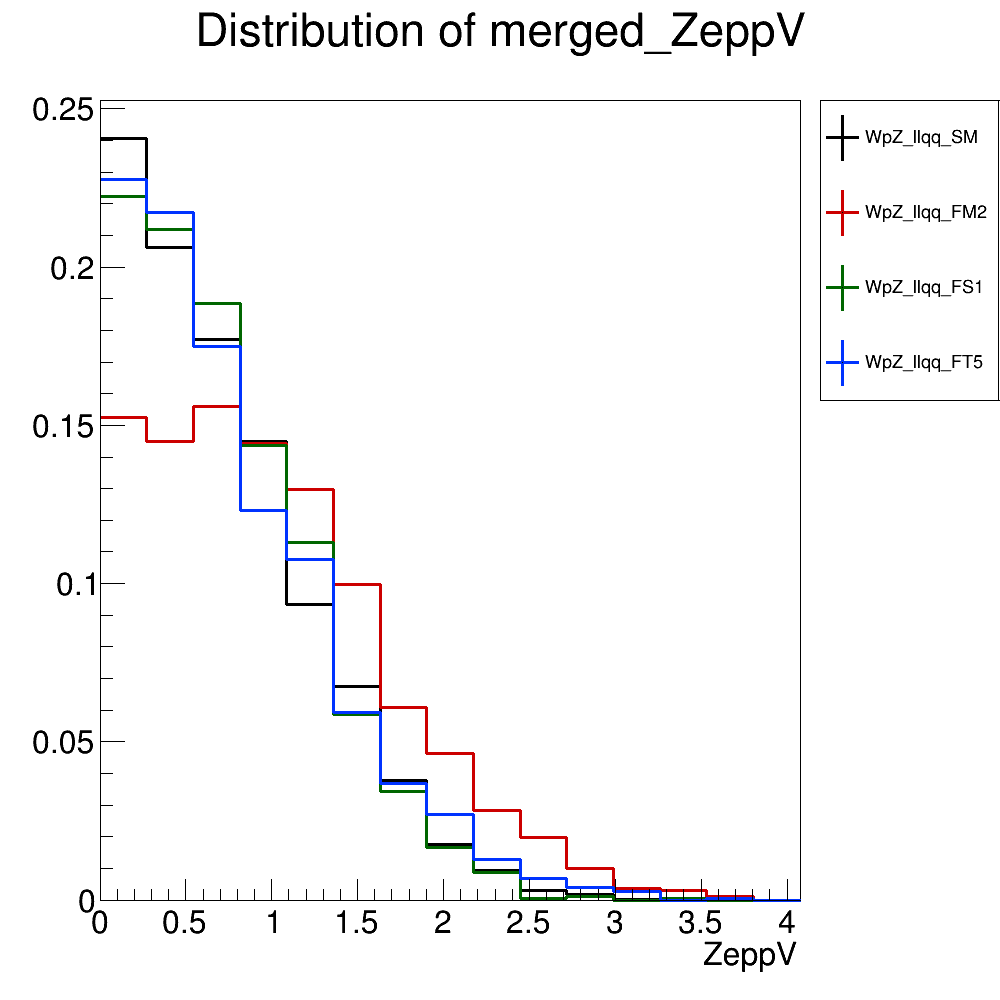 Distribution of merged_ZeppV
0.25
0.2
0.15
0.1
0.05
0
0 0.5 1 1.5 2 2.5 3 3.5 4
ZeppV
WpZ_llqq_SM
WpZ_llqq_FM2
WpZ_llqq_FS1
WpZ_llqq_FT5